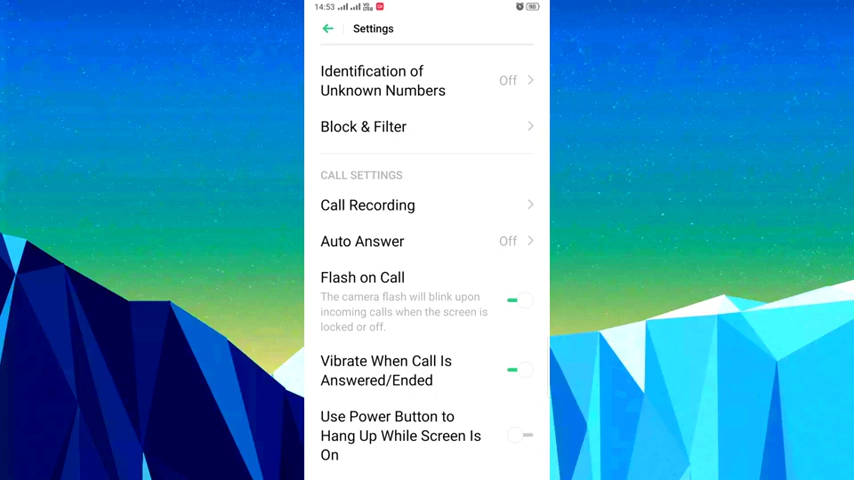 14:53
90
Settings
Identification of
Unknown Numbers
Off
Block & Filter
CALL SETTINGS
Call Recording
Auto Answer
Off
Flash on Call
The camera flash will blink upon
incoming calls when the screen is
locked or off.
Vibrate When Call Is
Answered/Ended
Use Power Button to
Hang Up While Screen Is
On